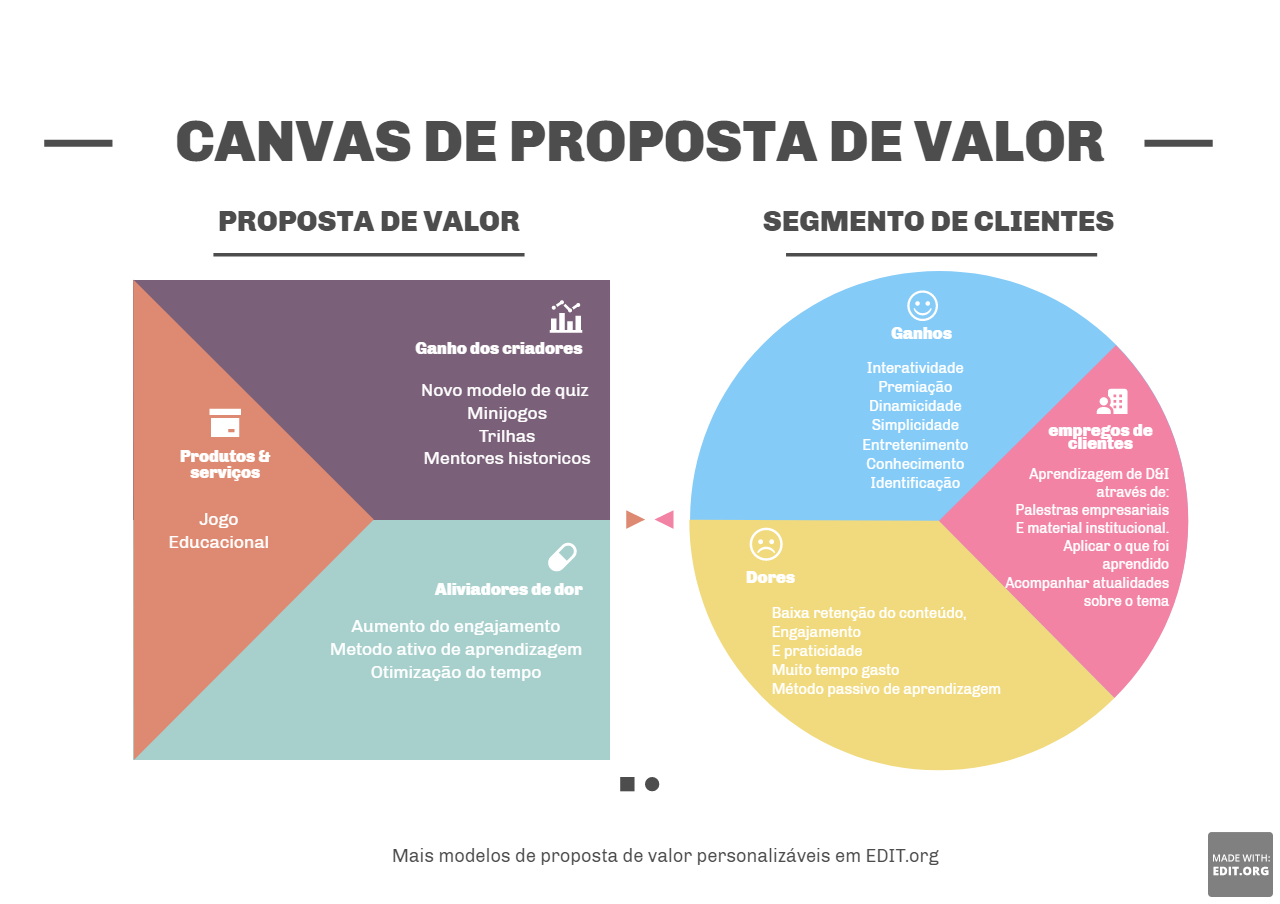 CANVAS DE PROPOSTA DE VALOR
PROPOSTA DE VALOR
Ganho dos criadores
Novo modelo de quiz
Minijogos
Trilhas
Mentores historicos
Produtos &
serviços
Jogo
Educacional
Aliviadores de dor
Aumento do engajamento
Metodo ativo de aprendizagem
Otimização do tempo
SEGMENTO DE CLIENTES
Ganhos
Interatividade
Premiação
Dinamicidade
Simplicidade
Entretenimento
Conhecimento
Identificação
empregos de
clientes
Aprendizagem de D&I
através de:
Palestras empresariais
E material institucional.
Aplicar o que foi
aprendido
Acompanhar atualidades
sobre o tema
Dores
Baixa retenção do conteúdo,
Engajamento
E praticidade
Muito tempo gasto
Método passivo de aprendizagem
Mais modelos de proposta de valor personalizáveis em EDIT.org
MADE WITH:
EDIT.ORG